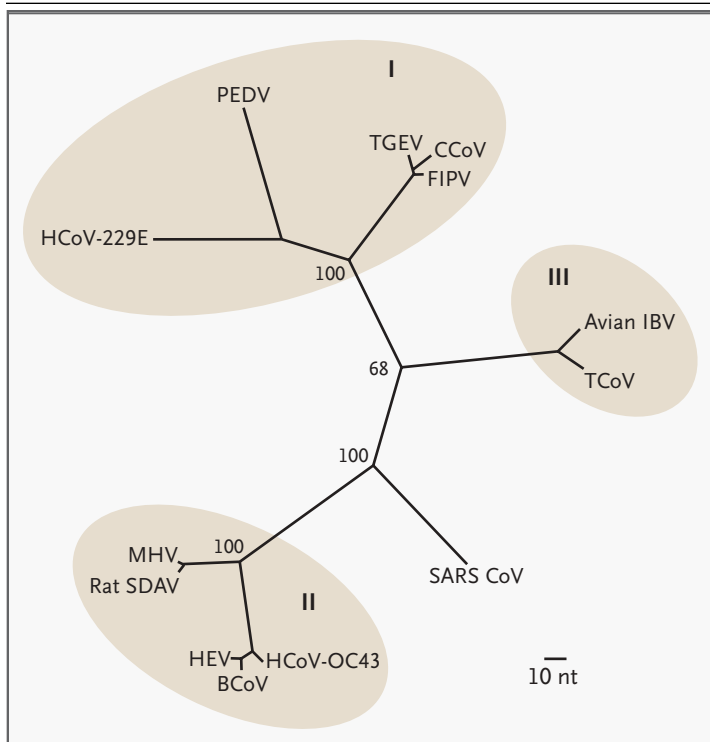 I
PEDV
TGEV
CCoV
FIPV
HCoV-229E
100
III
Avian IBV
TCoV
68
100
100
MHV
Rat SDAV
II
SARS CoV
HEV
HCoV-OC43
BCoV
10 nt